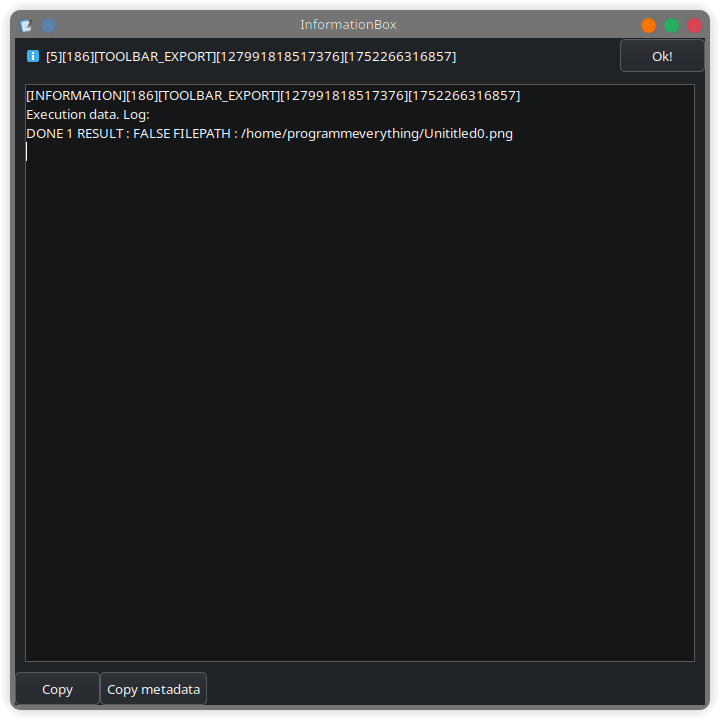 InformationBox
[5][186][TOOLBAR_EXPORT][127991818517376][1752266316857]
Ok!
[INFORMATION][186][TOOLBAR_EXPORT][127991818517376][1752266316857]
Execution data. Log:
DONE 1 RESULT : FALSE FILEPATH : /home/programmeverything/Unititled0.png
Copy
Copy metadata